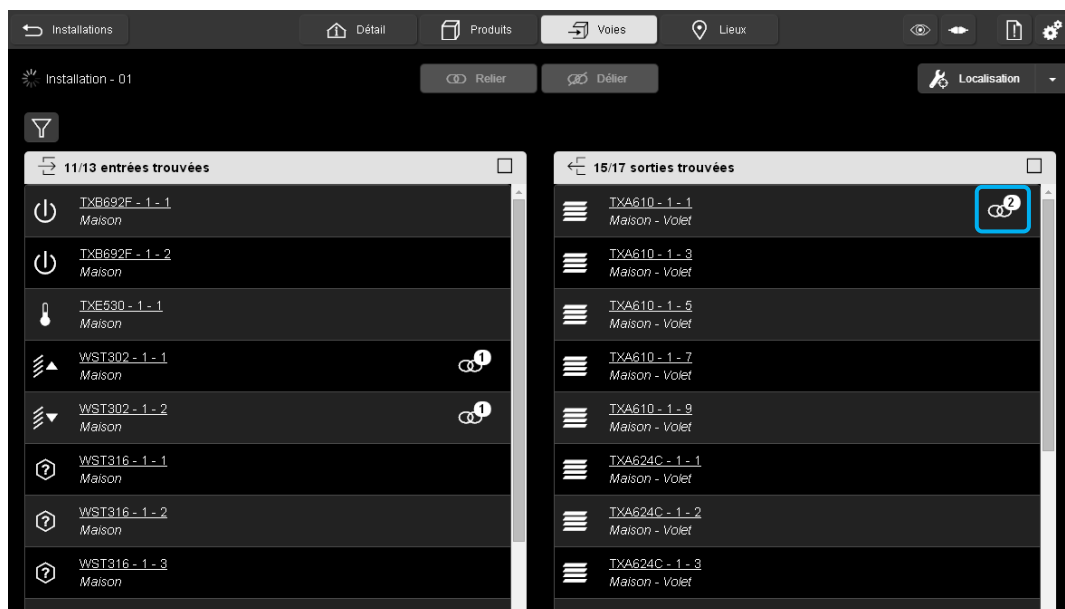 Installations
Détail
Produits
Voies
Lieux
Installation - 01
Relier
Délier
Localisation
11/13 entrées trouvées
TXB692F - 1 - 1
Maison
TXB692F - 1 - 2
Maison
TXE530 - 1 - 1
Maison
WST302 - 1 - 1
Maison
1
WST302 - 1 - 2
Maison
1
WST316 - 1 - 1
Maison
WST316 - 1 - 2
Maison
WST316 - 1 - 3
Maison
15/17 sorties trouvées
TXA610 - 1 - 1
Maison - Volet
2
TXA610 - 1 - 3
Maison - Volet
TXA610 - 1 - 5
Maison - Volet
TXA610 - 1 - 7
Maison - Volet
TXA610 - 1 - 9
Maison - Volet
TXA624C - 1 - 1
Maison - Volet
TXA624C - 1 - 2
Maison - Volet
TXA624C - 1 - 3
Maison - Volet